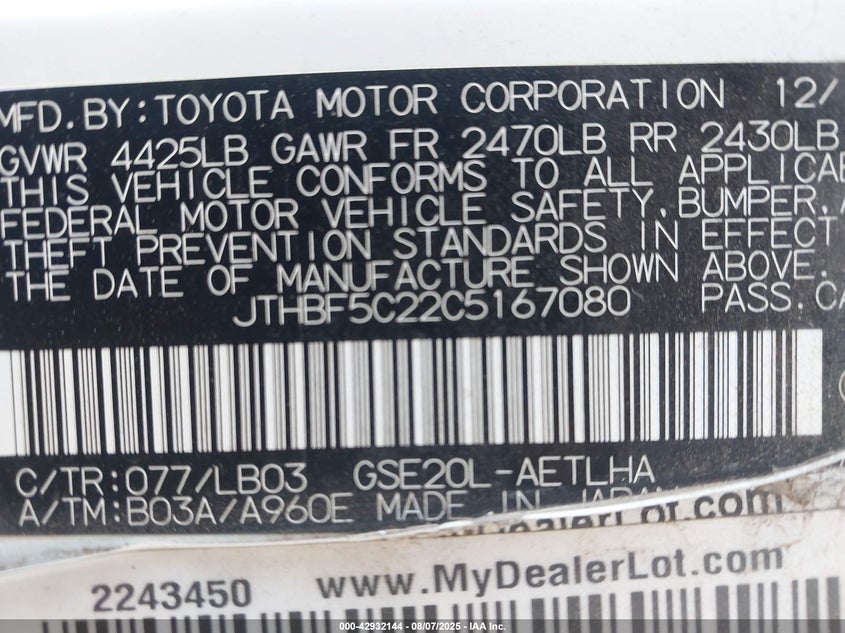 MFD.BY:TOYOTA MOTOR CORPORATION 12/
GVWR 4425LB GAWR FR 2470LB RR 2430LB
THIS VEHICLE CONFORMS TO ALL
FEDERAL MOTOR VEHICLE SAFETY,BUMPER,
THEFT PREVENTION STANDARDS IN EFFECT
THE DATE OF MANUFACTURE SHOWN ABOVE.
JTHBF5C22C5167080 PASS.
C/TR:077/LB03 GSE20L-AETLHA
A/TM:B03A/A960E MADE IN JAPAN
MyDealerLot.com
2243450 www.MyDealerLot.com
000-42932144 - 08/07/2025 - IAA Inc.